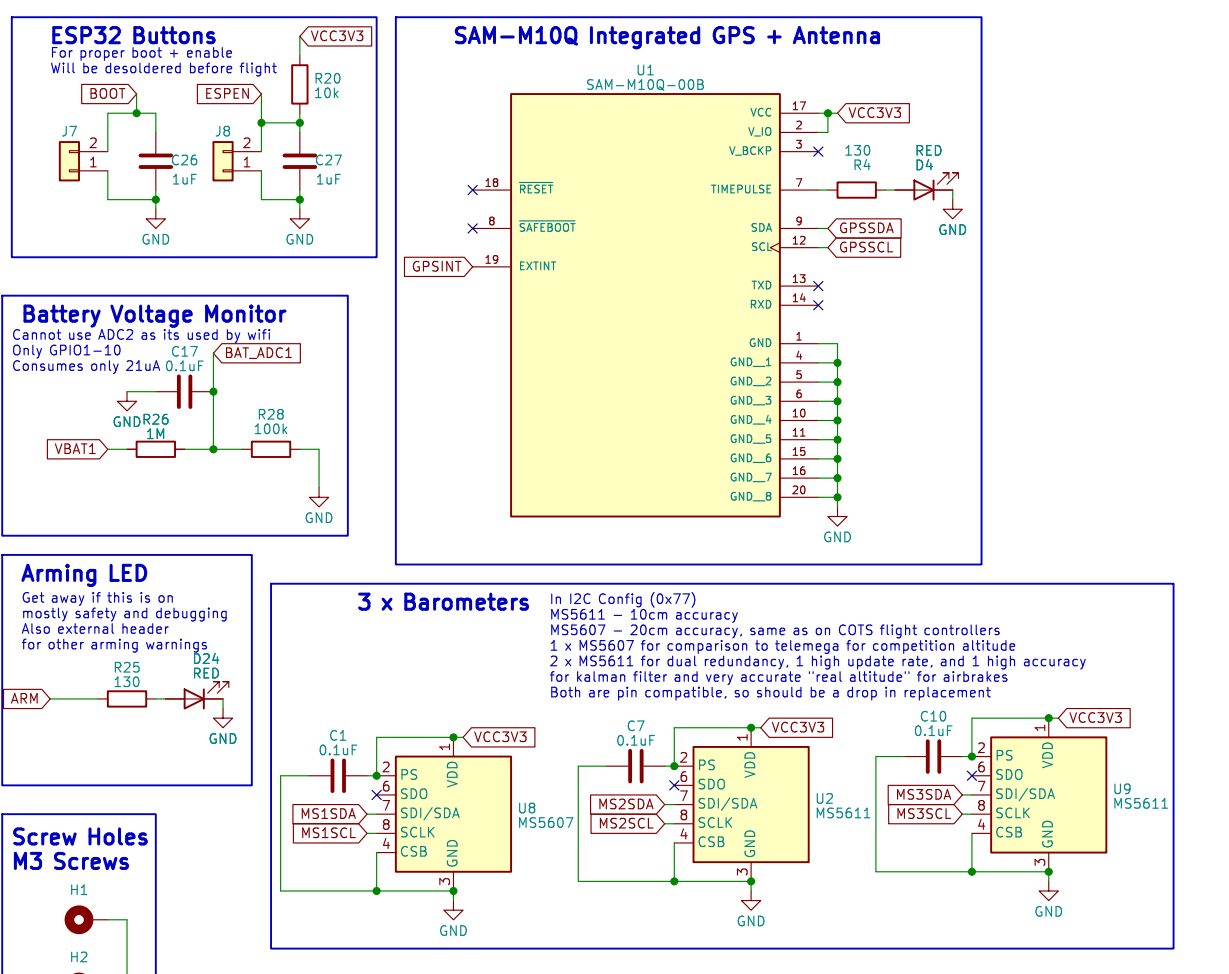 ESP32 Buttons
For proper boot + enable
Will be desoldered before flight
VCC3V3
R20
10k
BOOT
ESPEN
J7
2
1
C26
1uF
GND
J8
2
1
C27
1uF
GND
SAM-M10Q Integrated GPS + Antenna
U1
SAM-M10Q-00B
18 RESET
8 SAFEBOOT
GPSINT 19 EXTINT
VCC 17 VCC3V3
V_IO 2
V_BCKP 3
130
R4
RED
D4
TIMEPULSE 7
GND
SDA 9 GPSSDA
SCL 12 GPSSCL
TXD 13
RXD 14
GND 1
GND__1 4
GND__2 5
GND__3 6
GND__4 10
GND__5 11
GND__6 15
GND__7 16
GND__8 20
GND
Battery Voltage Monitor
Cannot use ADC2 as its used by wifi
Only GPIO1-10
Consumes only 21uA
C17
0.1uF
BAT_ADC1
GND
R26
1M
R28
100k
VBAT1
GND
Arming LED
Get away if this is on
mostly safety and debugging
Also external header
for other arming warnings
R25
130
D24
RED
ARM
GND
3 x Barometers
In I2C Config (0x77)
MS5611 - 10cm accuracy
MS5607 - 20cm accuracy, same as on COTS flight controllers
1 x MS5607 for comparison to telemega for competition altitude
2 x MS5611 for dual redundancy, 1 high update rate, and 1 high accuracy
for kalman filter and very accurate "real altitude" for airbrakes
Both are pin compatible, so should be a drop in replacement
C1
0.1uF
VCC3V3
1
VDD
2 PS
6 SDO
MS1SDA 7 SDI/SDA
MS1SCL 8 SCLK
4 CSB
GND
3
U8
MS5607
GND
C7
0.1uF
VCC3V3
1
VDD
2 PS
6 SDO
MS2SDA 7 SDI/SDA
MS2SCL 8 SCLK
4 CSB
GND
3
U2
MS5611
GND
C10
0.1uF
VCC3V3
1
VDD
2 PS
6 SDO
MS3SDA 7 SDI/SDA
MS3SCL 8 SCLK
4 CSB
GND
3
U9
MS5611
GND
Screw Holes
M3 Screws
H1
H2